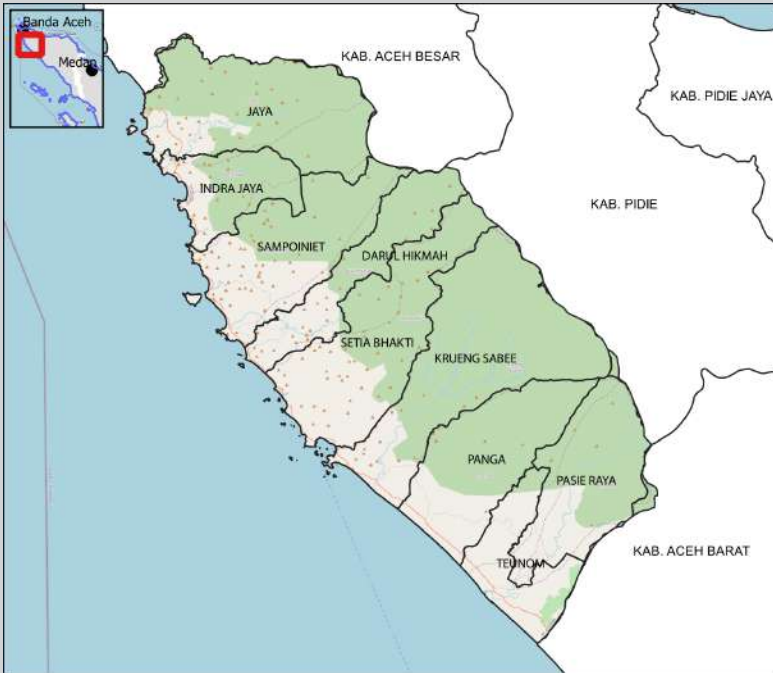 Banda Aceh
Medan
KAB. ACEH BESAR
KAB. PIDIE JAYA
JAYA
INDRA JAYA
KAB. PIDIE
SAMPOINIET
DARUL HIKMAH
SETIA BHAKTI
KRUENG SABEE
PANGA
PASIE RAYA
KAB. ACEH BARAT
TEUNOM